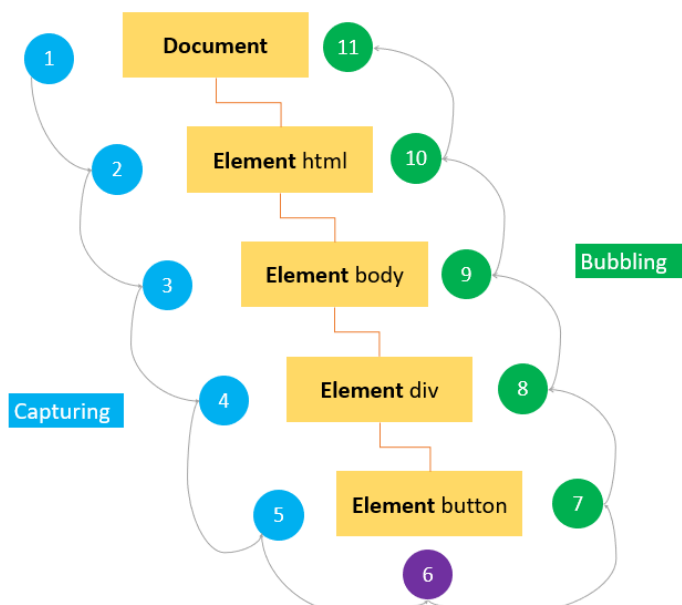 1
Document
11
2
Element html
10
3
Element body
9
Bubbling
Capturing
4
Element div
8
5
Element button
7
6